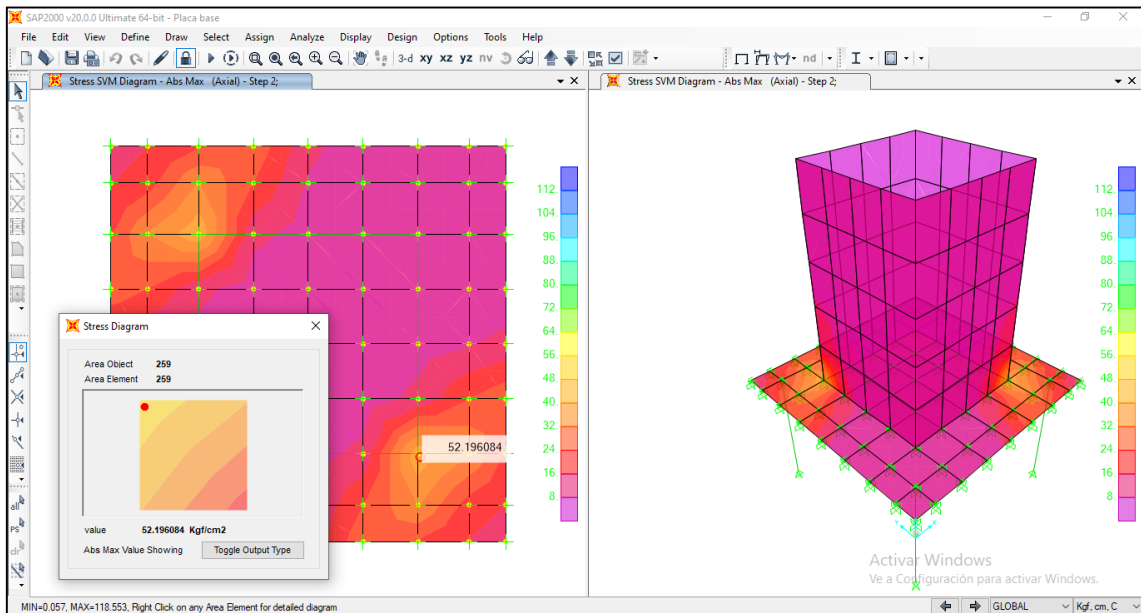 SAP2000 v20.0.0 Ultimate 64-bit - Placa base
File Edit View Define Draw Select Assign Analyze Display Design Options Tools Help
3-d xy xz yz nv nd
Stress SVM Diagram - Abs Max (Axial) - Step 2;
Stress SVM Diagram - Abs Max (Axial) - Step 2;
112.
104.
96.
88.
80.
72.
64.
56.
48.
40.
32.
24.
16.
8.
112.
104.
96.
88.
80.
72.
64.
56.
48.
40.
32.
24.
16.
8.
all
PS
clr
Stress Diagram
Area Object 259
Area Element 259
value 52.196084 Kgf/cm2
Abs Max Value Showing Toggle Output Type
52.196084
Activar Windows
Ve a Configuración para activar Windows.
MIN=0.057, MAX=118.553, Right Click on any Area Element for detailed diagram
GLOBAL Kgf, cm, C